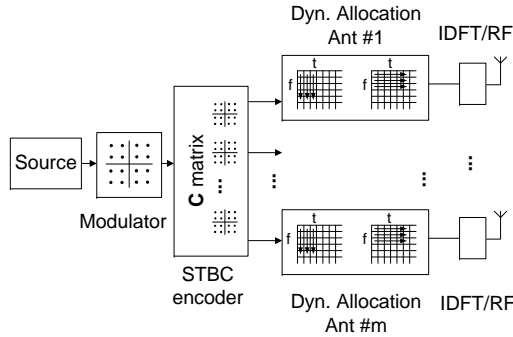 Dyn. Allocation
Ant #1
IDFT/RF
t
t
f
f
Source
Modulator
C matrix
...
STBC
encoder
...
...
...
t
t
f
f
Dyn. Allocation
Ant #m
IDFT/RF